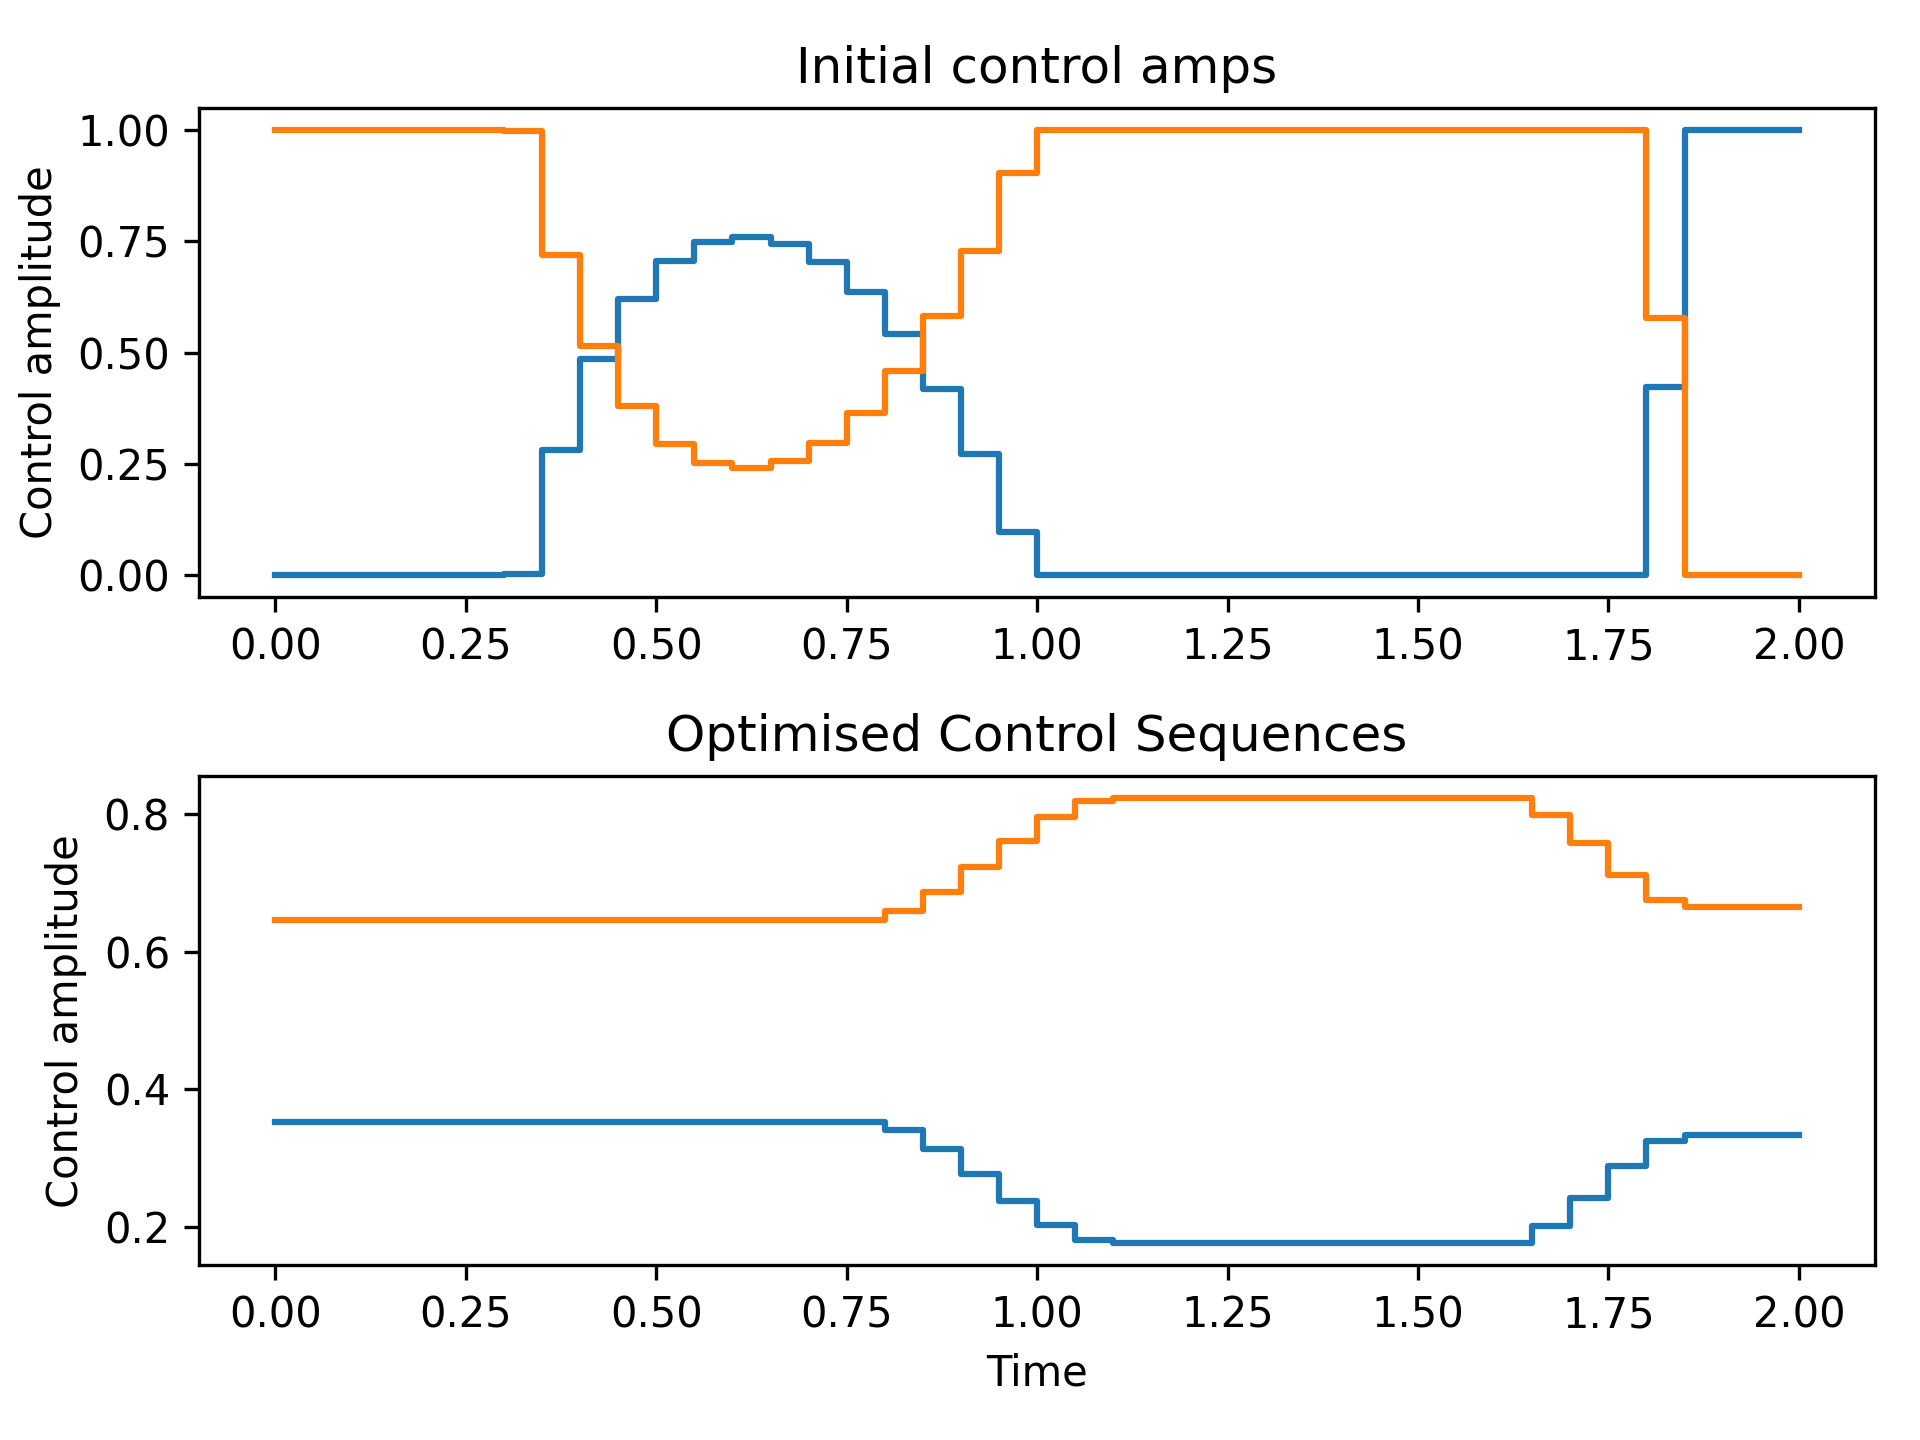 Initial control amps
Control amplitude
1.00
0.75
0.50
0.25
0.00
0.00 0.25 0.50 0.75 1.00 1.25 1.50 1.75 2.00
Optimised Control Sequences
Control amplitude
0.8
0.6
0.4
0.2
0.00 0.25 0.50 0.75 1.00 1.25 1.50 1.75 2.00
Time